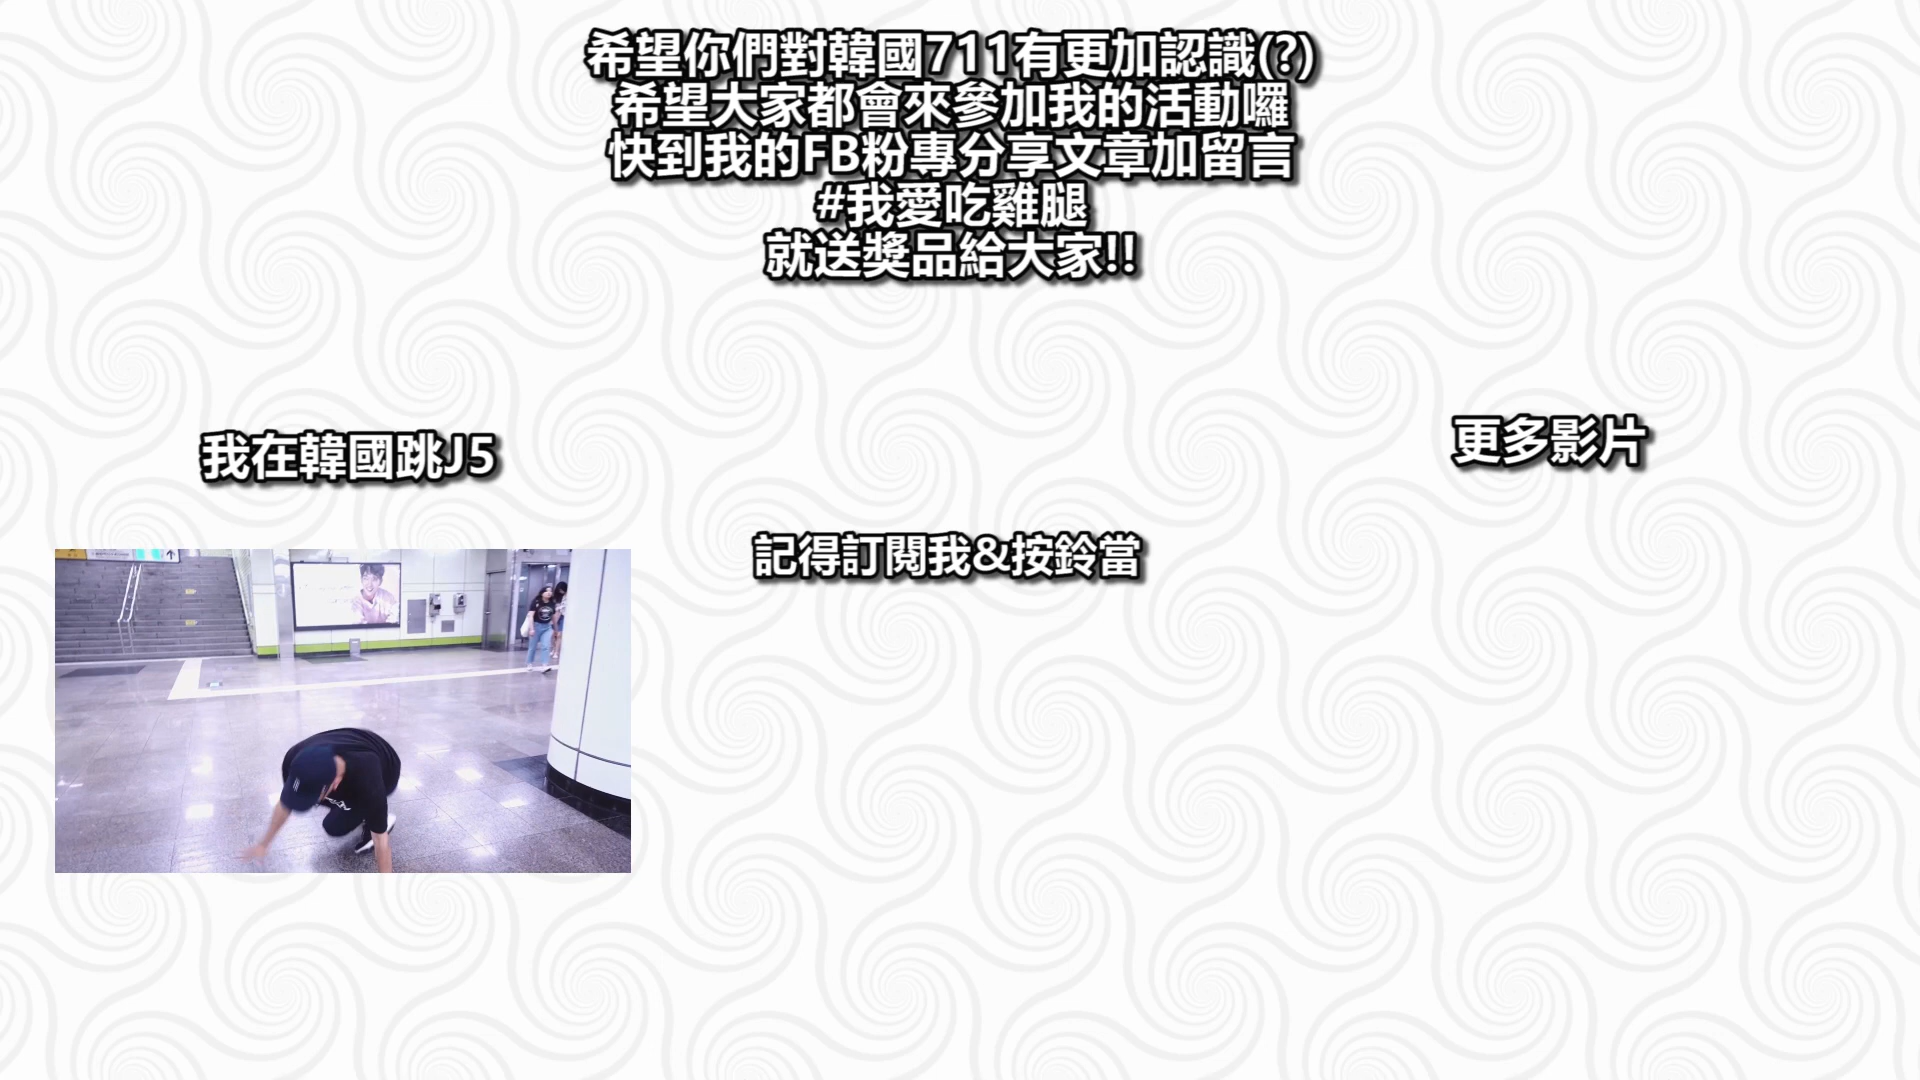 希望你們對韓國711有更加認識(?)
希望大家都會來參加我的活動囉
快到我的FB粉專分享文章加留言
#我愛吃雞腿
就送獎品給大家!!
我在韓國跳J5
更多影片
記得訂閱我&按鈴當